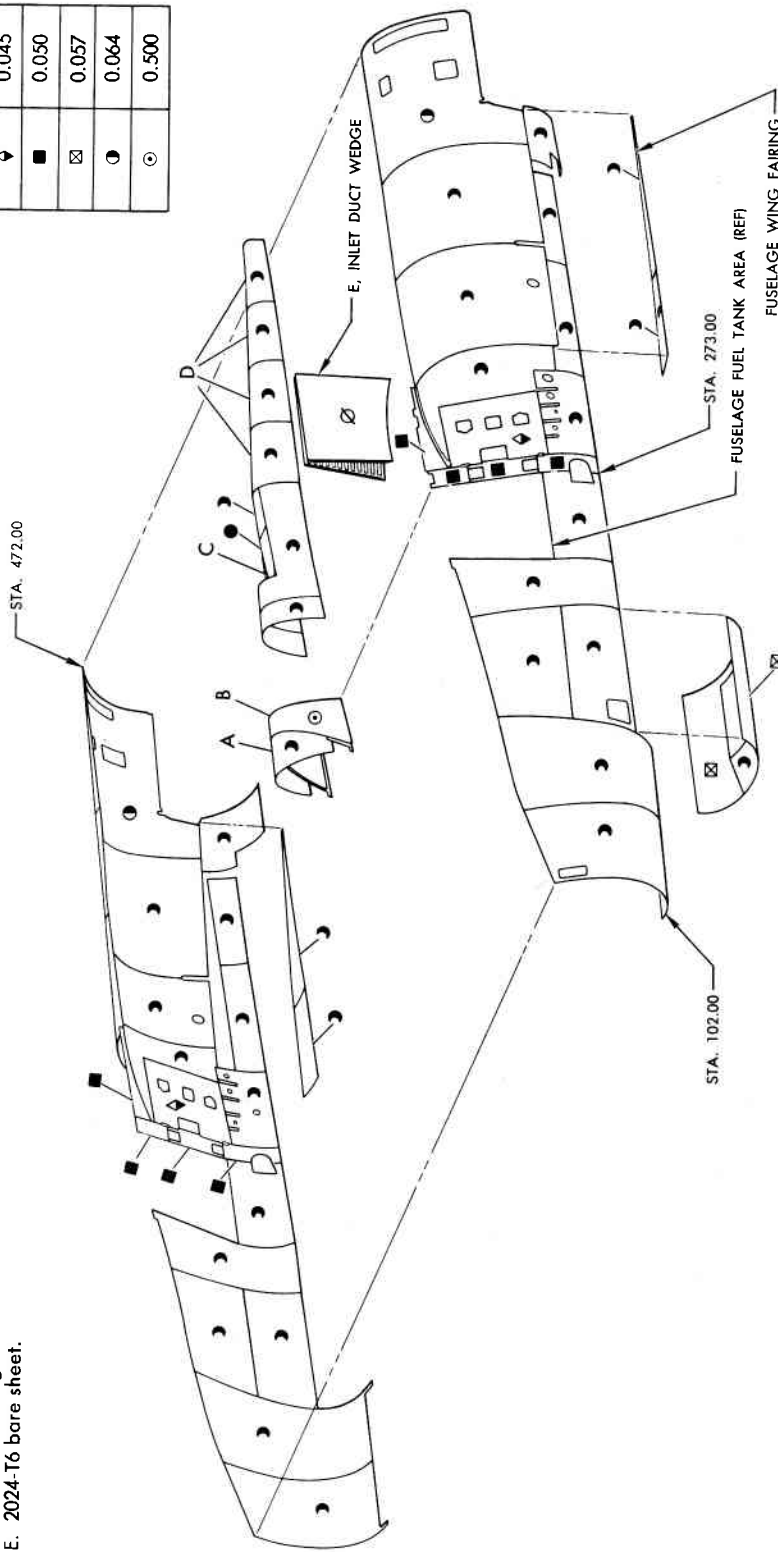 E. 2024-T6 bare sheet.
0.045
0.050
0.057
0.064
0.500
STA. 472.00
D
E, INLET DUCT WEDGE
C
B
A
STA. 273.00
FUSELAGE FUEL TANK AREA (REF)
FUSELAGE WING FAIRING
STA. 102.00